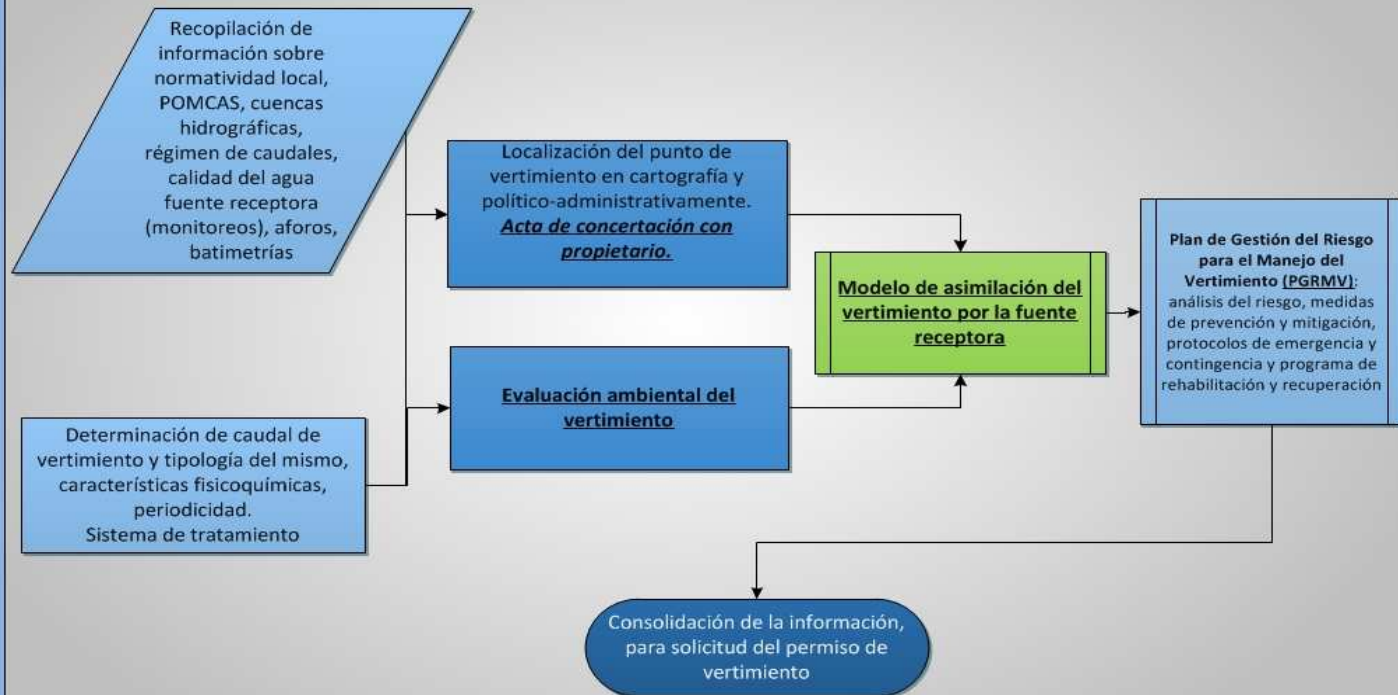 Recopilación de
información sobre
normatividad local,
POMCAS, cuencas
hidrográficas,
régimen de caudales,
calidad del agua
fuente receptora
(monitoreos), aforos,
batimetrías
Determinación de caudal de
vertimiento y tipología del mismo,
características fisicoquímicas,
periodicidad.
Sistema de tratamiento
Localización del punto de
vertimiento en cartografía y
político-administrativamente.
Acta de concertación con
propietario.
Evaluación ambiental del
vertimiento
Modelo de asimilación del
vertimiento por la fuente
receptora
Plan de Gestión del Riesgo
para el Manejo del
Vertimiento (PGRMV):
análisis del riesgo, medidas
de prevención y mitigación,
protocolos de emergencia y
contingencia y programa de
rehabilitación y recuperación
Consolidación de la información,
para solicitud del permiso de
vertimiento